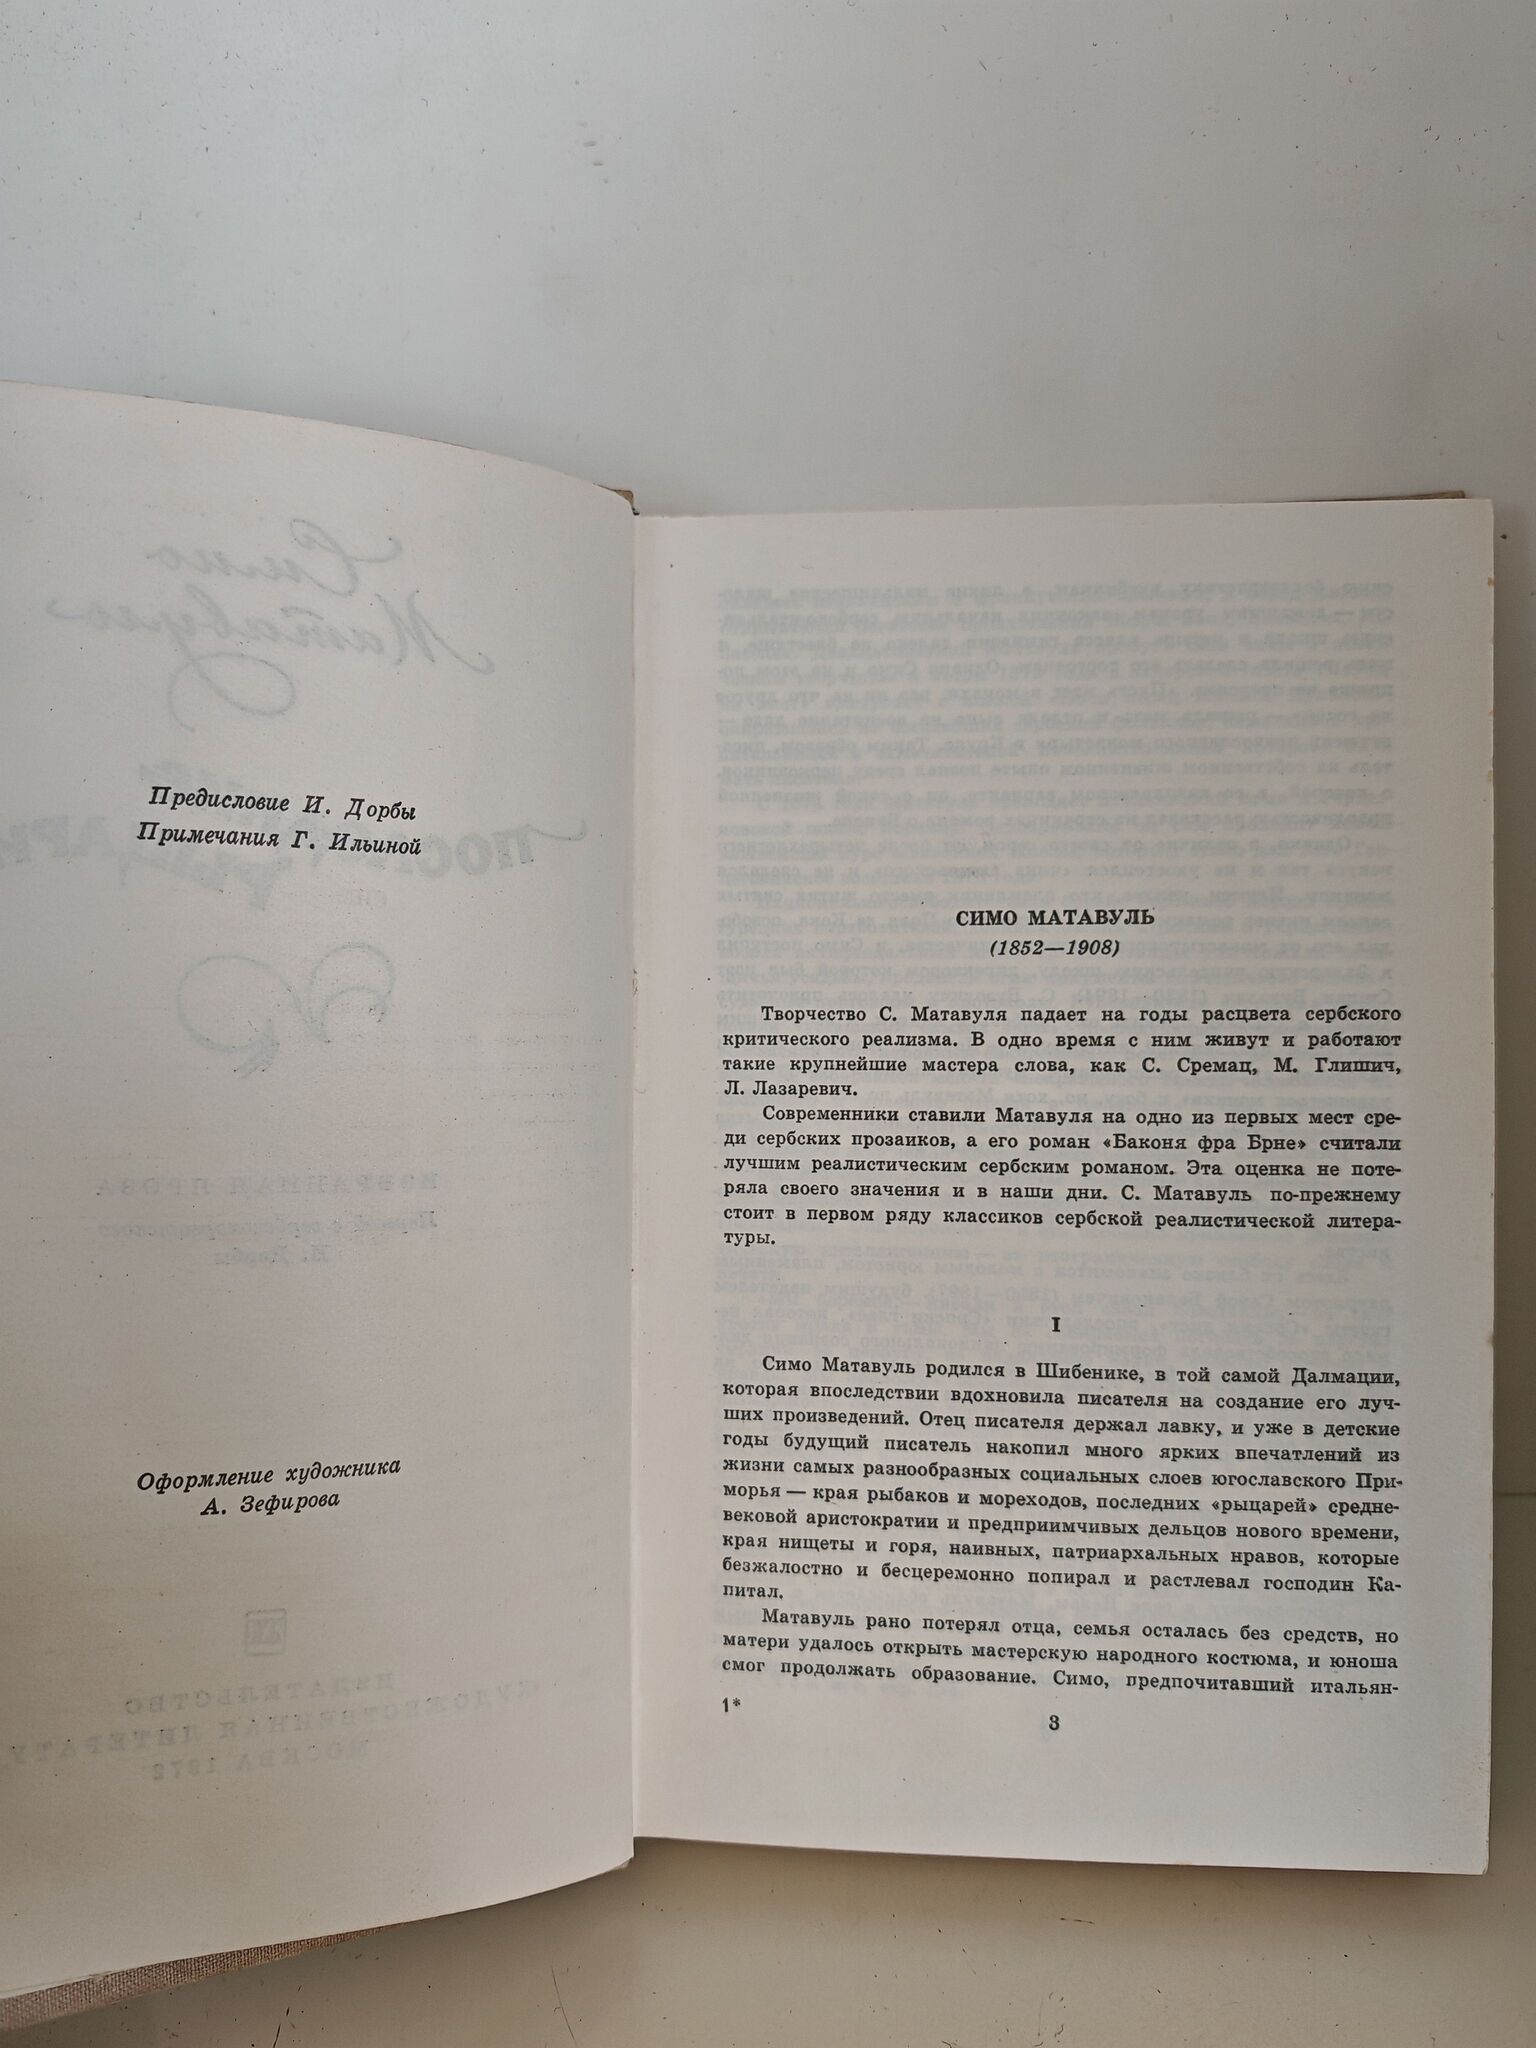 Предисловие И. Дорбы
Примечания Г. Ильиной
Оформление художника
А. Зефирова
СИМО МАТАВУЛЬ
(1852—1908)
Творчество С. Матавуля падает на годы расцвета сербского
критического реализма. В одно время с ним живут и работают
такие крупнейшие мастера слова, как С. Сремац, М. Глишич,
Л. Лазаревич.
Современники ставили Матавуля на одно из первых мест сре-
ди сербских прозаиков, а его роман «Баконя фра Брне» считали
лучшим реалистическим сербским романом. Эта оценка не поте-
ряла своего значения и в наши дни. С. Матавуль по-прежнему
стоит в первом ряду классиков сербской реалистической литера-
туры.
I
Симо Матавуль родился в Шибенике, в той самой Далмации,
которая впоследствии вдохновила писателя на создание его луч-
ших произведений. Отец писателя держал лавку, и уже в детские
годы будущий писатель накопил много ярких впечатлений из
жизни самых разнообразных социальных слоев югославского При-
морья — края рыбаков и мореходов, последних «рыцарей» средне-
вековой аристократии и предприимчивых дельцов нового времени,
края нищеты и горя, наивных, патриархальных нравов, которые
безжалостно и бесцеремонно попирал и растлевал господин Ка-
питал.
Матавуль рано потерял отца, семья осталась без средств, но
матери удалось открыть мастерскую народного костюма, и юноша
смог продолжать образование. Симо, предпочитавший итальян-
1*
3